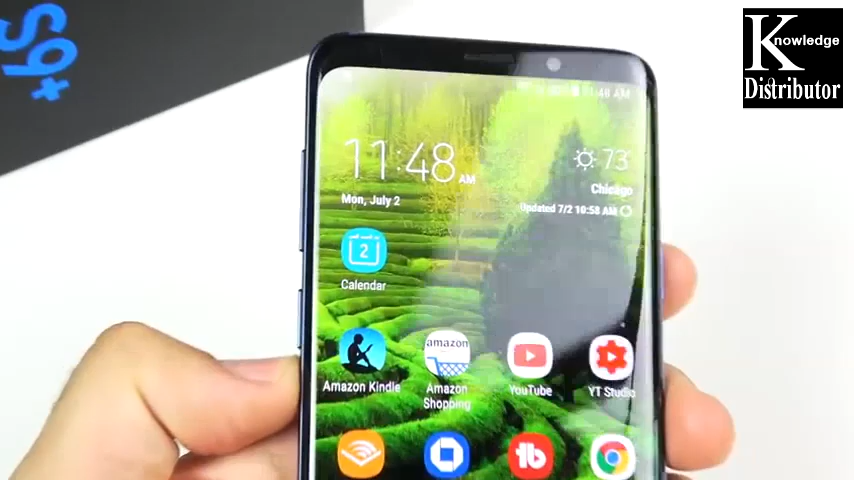 S9+
Knowledge
Distributor
11:48 AM
11:48 AM
73°
Mon, July 2
Chicago
Updated 7/2 10:58 AM
2
Calendar
amazon
Amazon Kindle
Amazon
Shopping
YouTube
YT Studio
tb